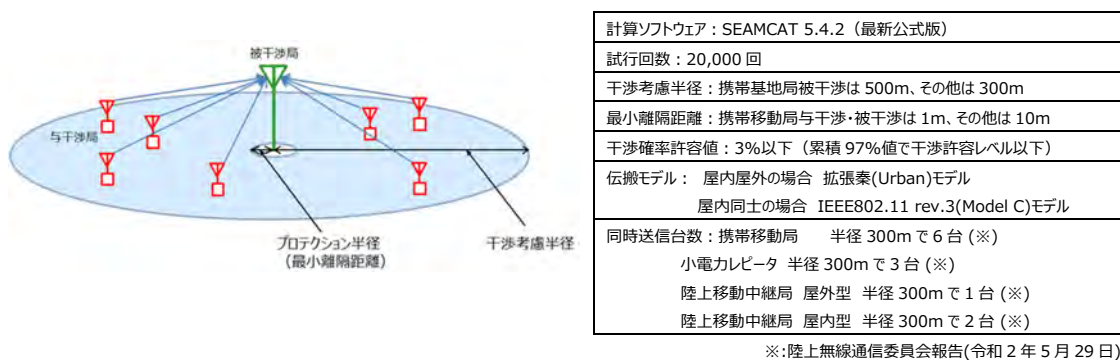 被干渉局
与干渉局
プロテクション半径
(最小離隔距離)
干渉考慮半径
計算ソフトウェア：SEAMCAT 5.4.2（最新公式版）
試行回数：20,000 回
干渉考慮半径：携帯基地局被干渉は 500m、その他は 300m
最小離隔距離：携帯移動局与干渉・被干渉は 1m、その他は 10m
干渉確率許容値：3%以下（累積 97%値で干渉許容レベル以下）
伝搬モデル： 屋内屋外の場合 拡張秦(Urban)モデル
屋内同士の場合 IEEE802.11 rev.3(Model C)モデル
同時送信台数：携帯移動局 半径 300m で 6 台 (※)
小電力レピータ 半径 300m で 3 台 (※)
陸上移動中継局 屋外型 半径 300m で 1 台 (※)
陸上移動中継局 屋内型 半径 300m で 2 台 (※)
※:陸上無線通信委員会報告(令和 2 年 5 月 29 日)